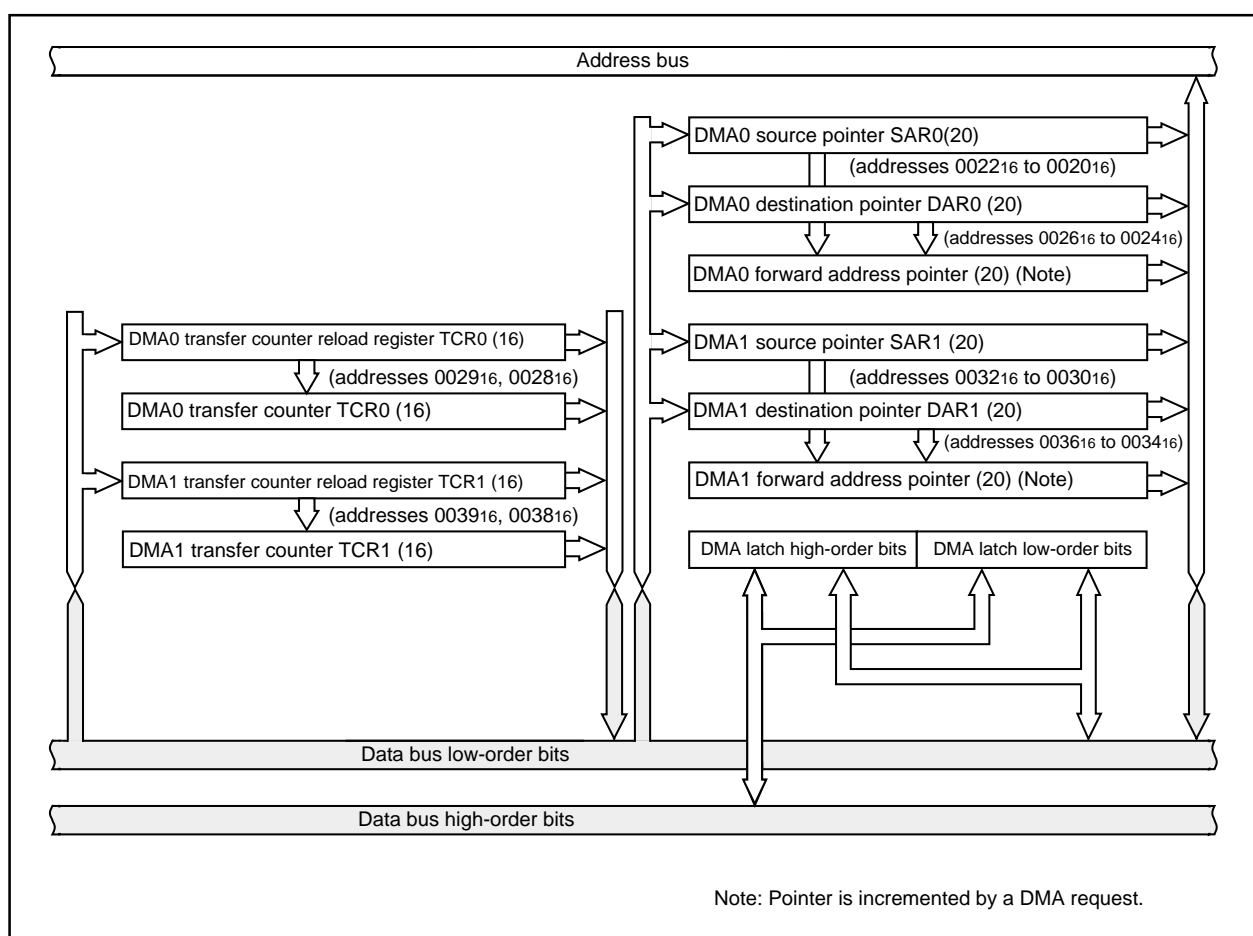 Address bus
DMA0 source pointer SAR0(20)
(addresses 002216 to 002016)
DMA0 destination pointer DAR0 (20)
(addresses 002616 to 002416)
DMA0 forward address pointer (20) (Note)
DMA0 transfer counter reload register TCR0 (16)
(addresses 002916, 002816)
DMA0 transfer counter TCR0 (16)
DMA1 transfer counter reload register TCR1 (16)
(addresses 003916, 003816)
DMA1 transfer counter TCR1 (16)
DMA1 source pointer SAR1 (20)
(addresses 003216 to 003016)
DMA1 destination pointer DAR1 (20)
(addresses 003616 to 003416)
DMA1 forward address pointer (20) (Note)
DMA latch high-order bits
DMA latch low-order bits
Data bus low-order bits
Data bus high-order bits
Note: Pointer is incremented by a DMA request.